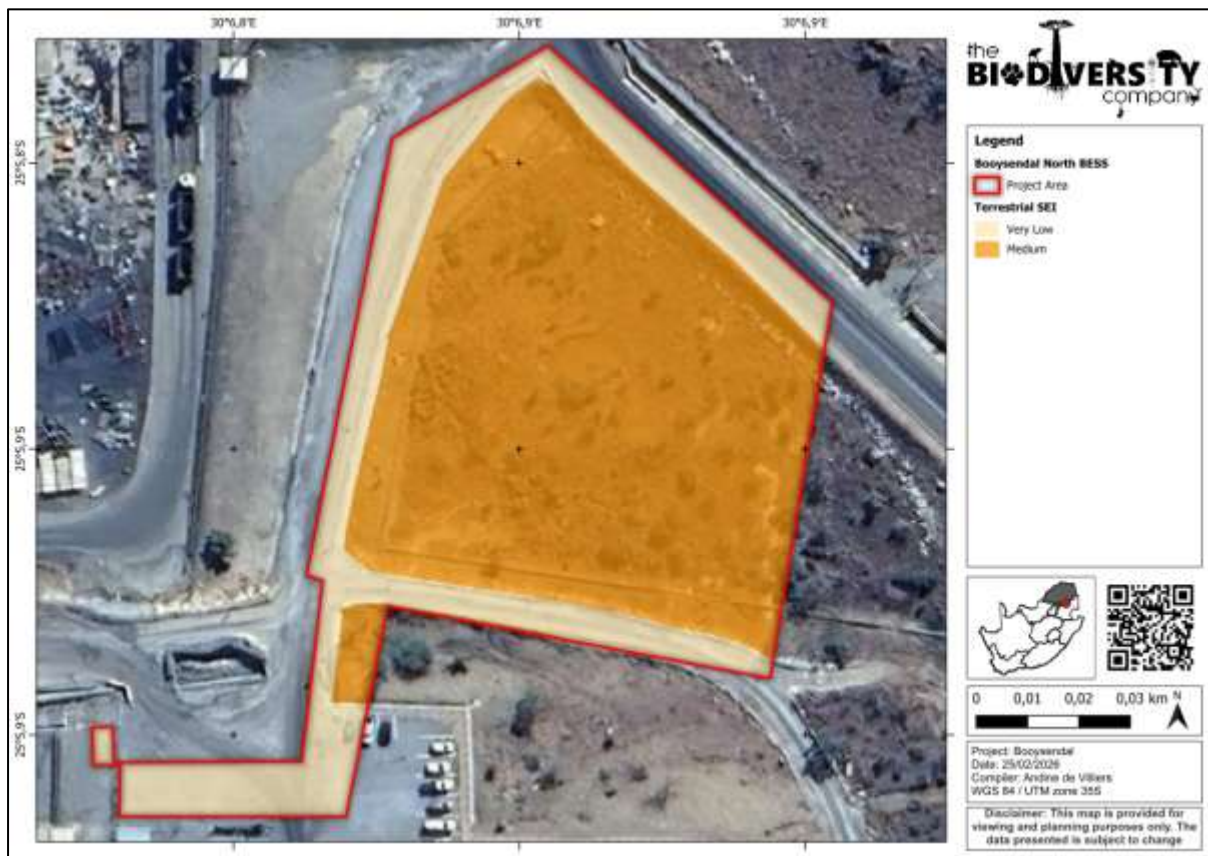 30°6,8'E 30°6,9'E 30°6,9'E
25°5,8'S
25°5,9'S
25°5,9'S
the
BIODIVERSITY
company
Legend
Booysendal North BESS
Project Area
Terrestrial SEI
Very Low
Medium
0 0,01 0,02 0,03 km N
Project: Booysendal
Date: 25/02/2026
Compiler: Andine de Villiers
WGS 84 / UTM zone 35S
Disclaimer: This map is provided for
viewing and planning purposes only. The
data presented is subject to change